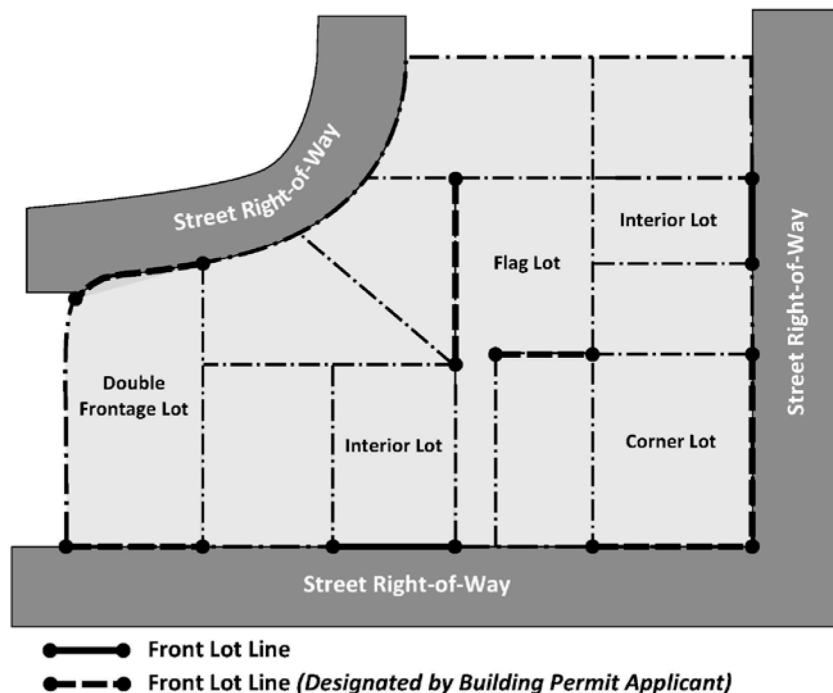 Street Right-of-Way
Interior Lot
Flag Lot
Street Right-of-Way
Double
Frontage Lot
Interior Lot
Corner Lot
Street Right-of-Way
Front Lot Line
Front Lot Line (Designated by Building Permit Applicant)